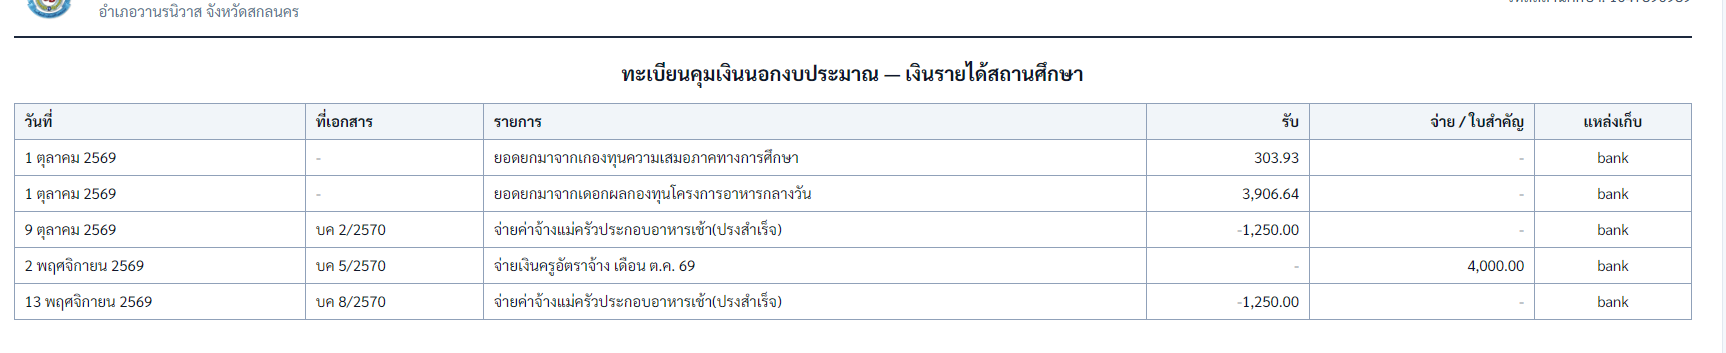 อำเภอวานรนิวาส จังหวัดสกลนคร
ทะเบียนคุมเงินนอกงบประมาณ — เงินรายได้สถานศึกษา
วันที่ ที่เอกสาร รายการ รับ จ่าย / ใบสำคัญ แหล่งเก็บ
1 ตุลาคม 2569 - ยอดยกมาจากเกองทุนความเสมอภาคทางการศึกษา 303.93 - bank
1 ตุลาคม 2569 - ยอดยกมาจากเดอกผลกองทุนโครงการอาหารกลางวัน 3,906.64 - bank
9 ตุลาคม 2569 บค 2/2570 จ่ายค่าจ้างแม่ครัวประกอบอาหารเช้า(ปรงสำเร็จ) -1,250.00 - bank
2 พฤศจิกายน 2569 บค 5/2570 จ่ายเงินครูอัตราจ้าง เดือน ต.ค. 69 - 4,000.00 bank
13 พฤศจิกายน 2569 บค 8/2570 จ่ายค่าจ้างแม่ครัวประกอบอาหารเช้า(ปรงสำเร็จ) -1,250.00 - bank